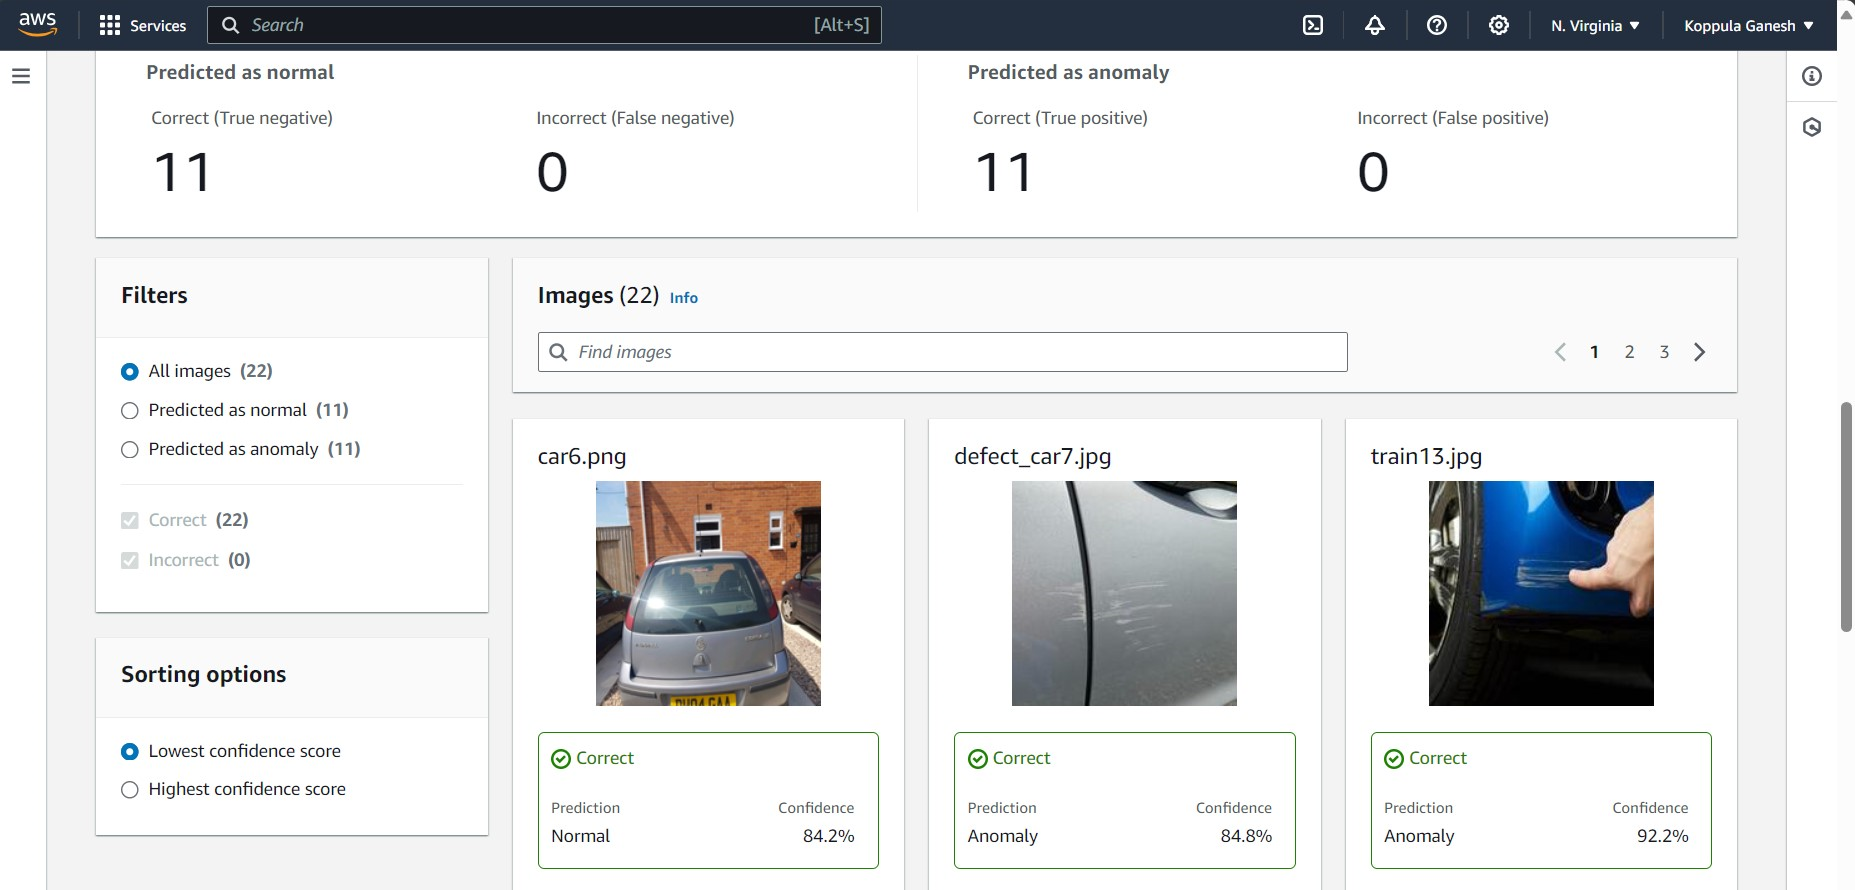 aws
Services
Search
[Alt+S]
N. Virginia
Koppula Ganesh
Predicted as normal
Correct (True negative)
Incorrect (False negative)
11
0
Predicted as anomaly
Correct (True positive)
Incorrect (False positive)
11
0
Filters
All images (22)
Predicted as normal (11)
Predicted as anomaly (11)
Correct (22)
Incorrect (0)
Sorting options
Lowest confidence score
Highest confidence score
Images (22) Info
Find images
1 2 3
car6.png
Correct
Prediction Confidence
Normal 84.2%
defect_car7.jpg
Correct
Prediction Confidence
Anomaly 84.8%
train13.jpg
Correct
Prediction Confidence
Anomaly 92.2%